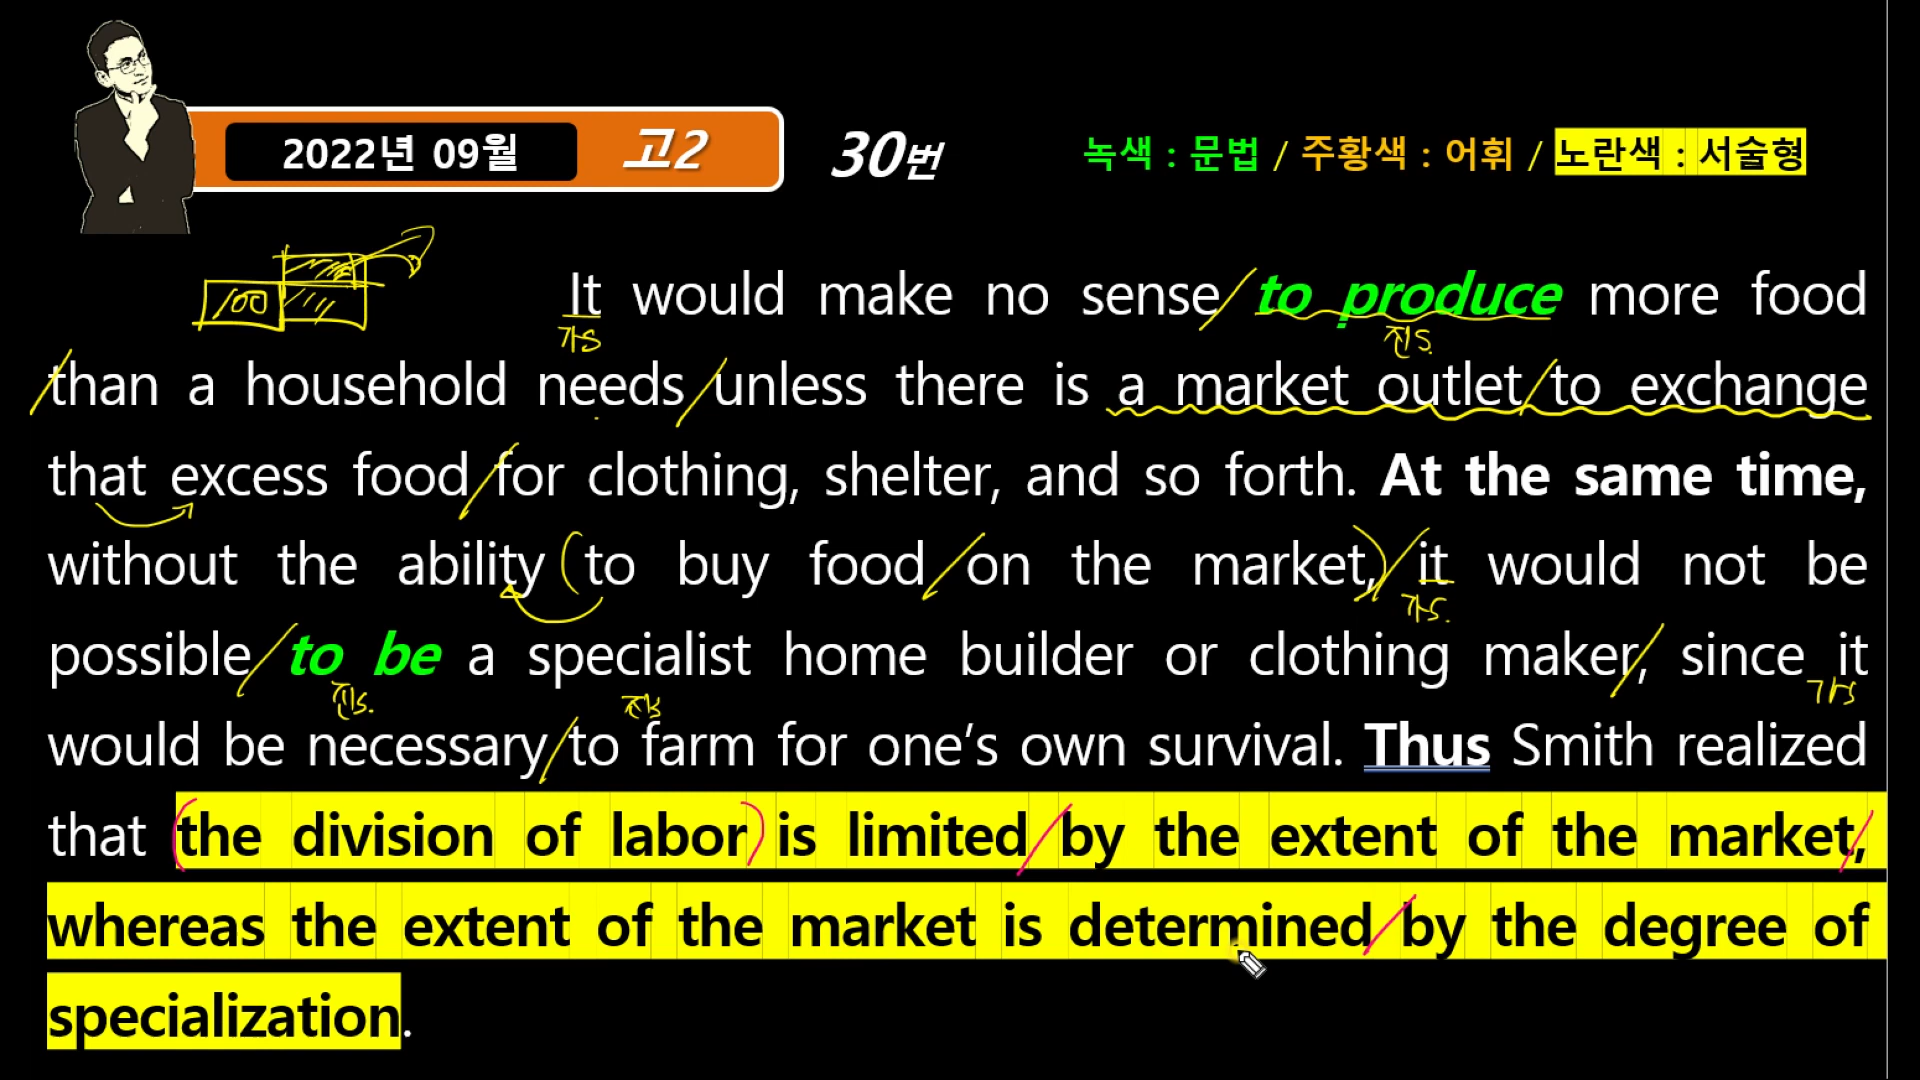 2022년 09월 고2 30번 녹색 : 문법 / 주황색 : 어휘 / 노란색 : 서술형
100
It would make no sense to produce more food
가S 진S.
than a household needs unless there is a market outlet to exchange
that excess food for clothing, shelter, and so forth. At the same time,
without the ability to buy food on the market, it would not be
가S.
possible to be a specialist home builder or clothing maker, since it
진S. 진S 가S
would be necessary to farm for one’s own survival. Thus Smith realized
that the division of labor is limited by the extent of the market,
whereas the extent of the market is determined by the degree of
specialization.